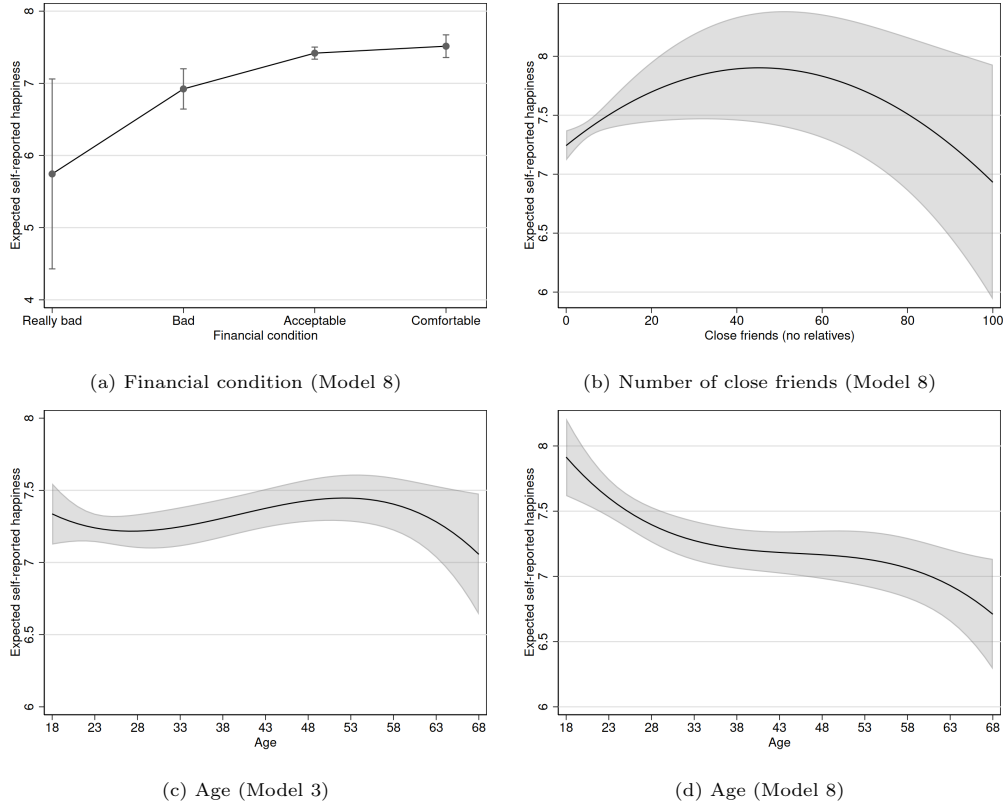 Expected self-reported happiness
8
7
6
5
4
Really bad Bad Acceptable Comfortable
Financial condition
(a) Financial condition (Model 8)
Expected self-reported happiness
8
7.5
7
6.5
6
0 20 40 60 80 100
Close friends (no relatives)
(b) Number of close friends (Model 8)
Expected self-reported happiness
8
7.5
7
6.5
6
18 23 28 33 38 43 48 53 58 63 68
Age
(c) Age (Model 3)
Expected self-reported happiness
8
7.5
7
6.5
6
18 23 28 33 38 43 48 53 58 63 68
Age
(d) Age (Model 8)